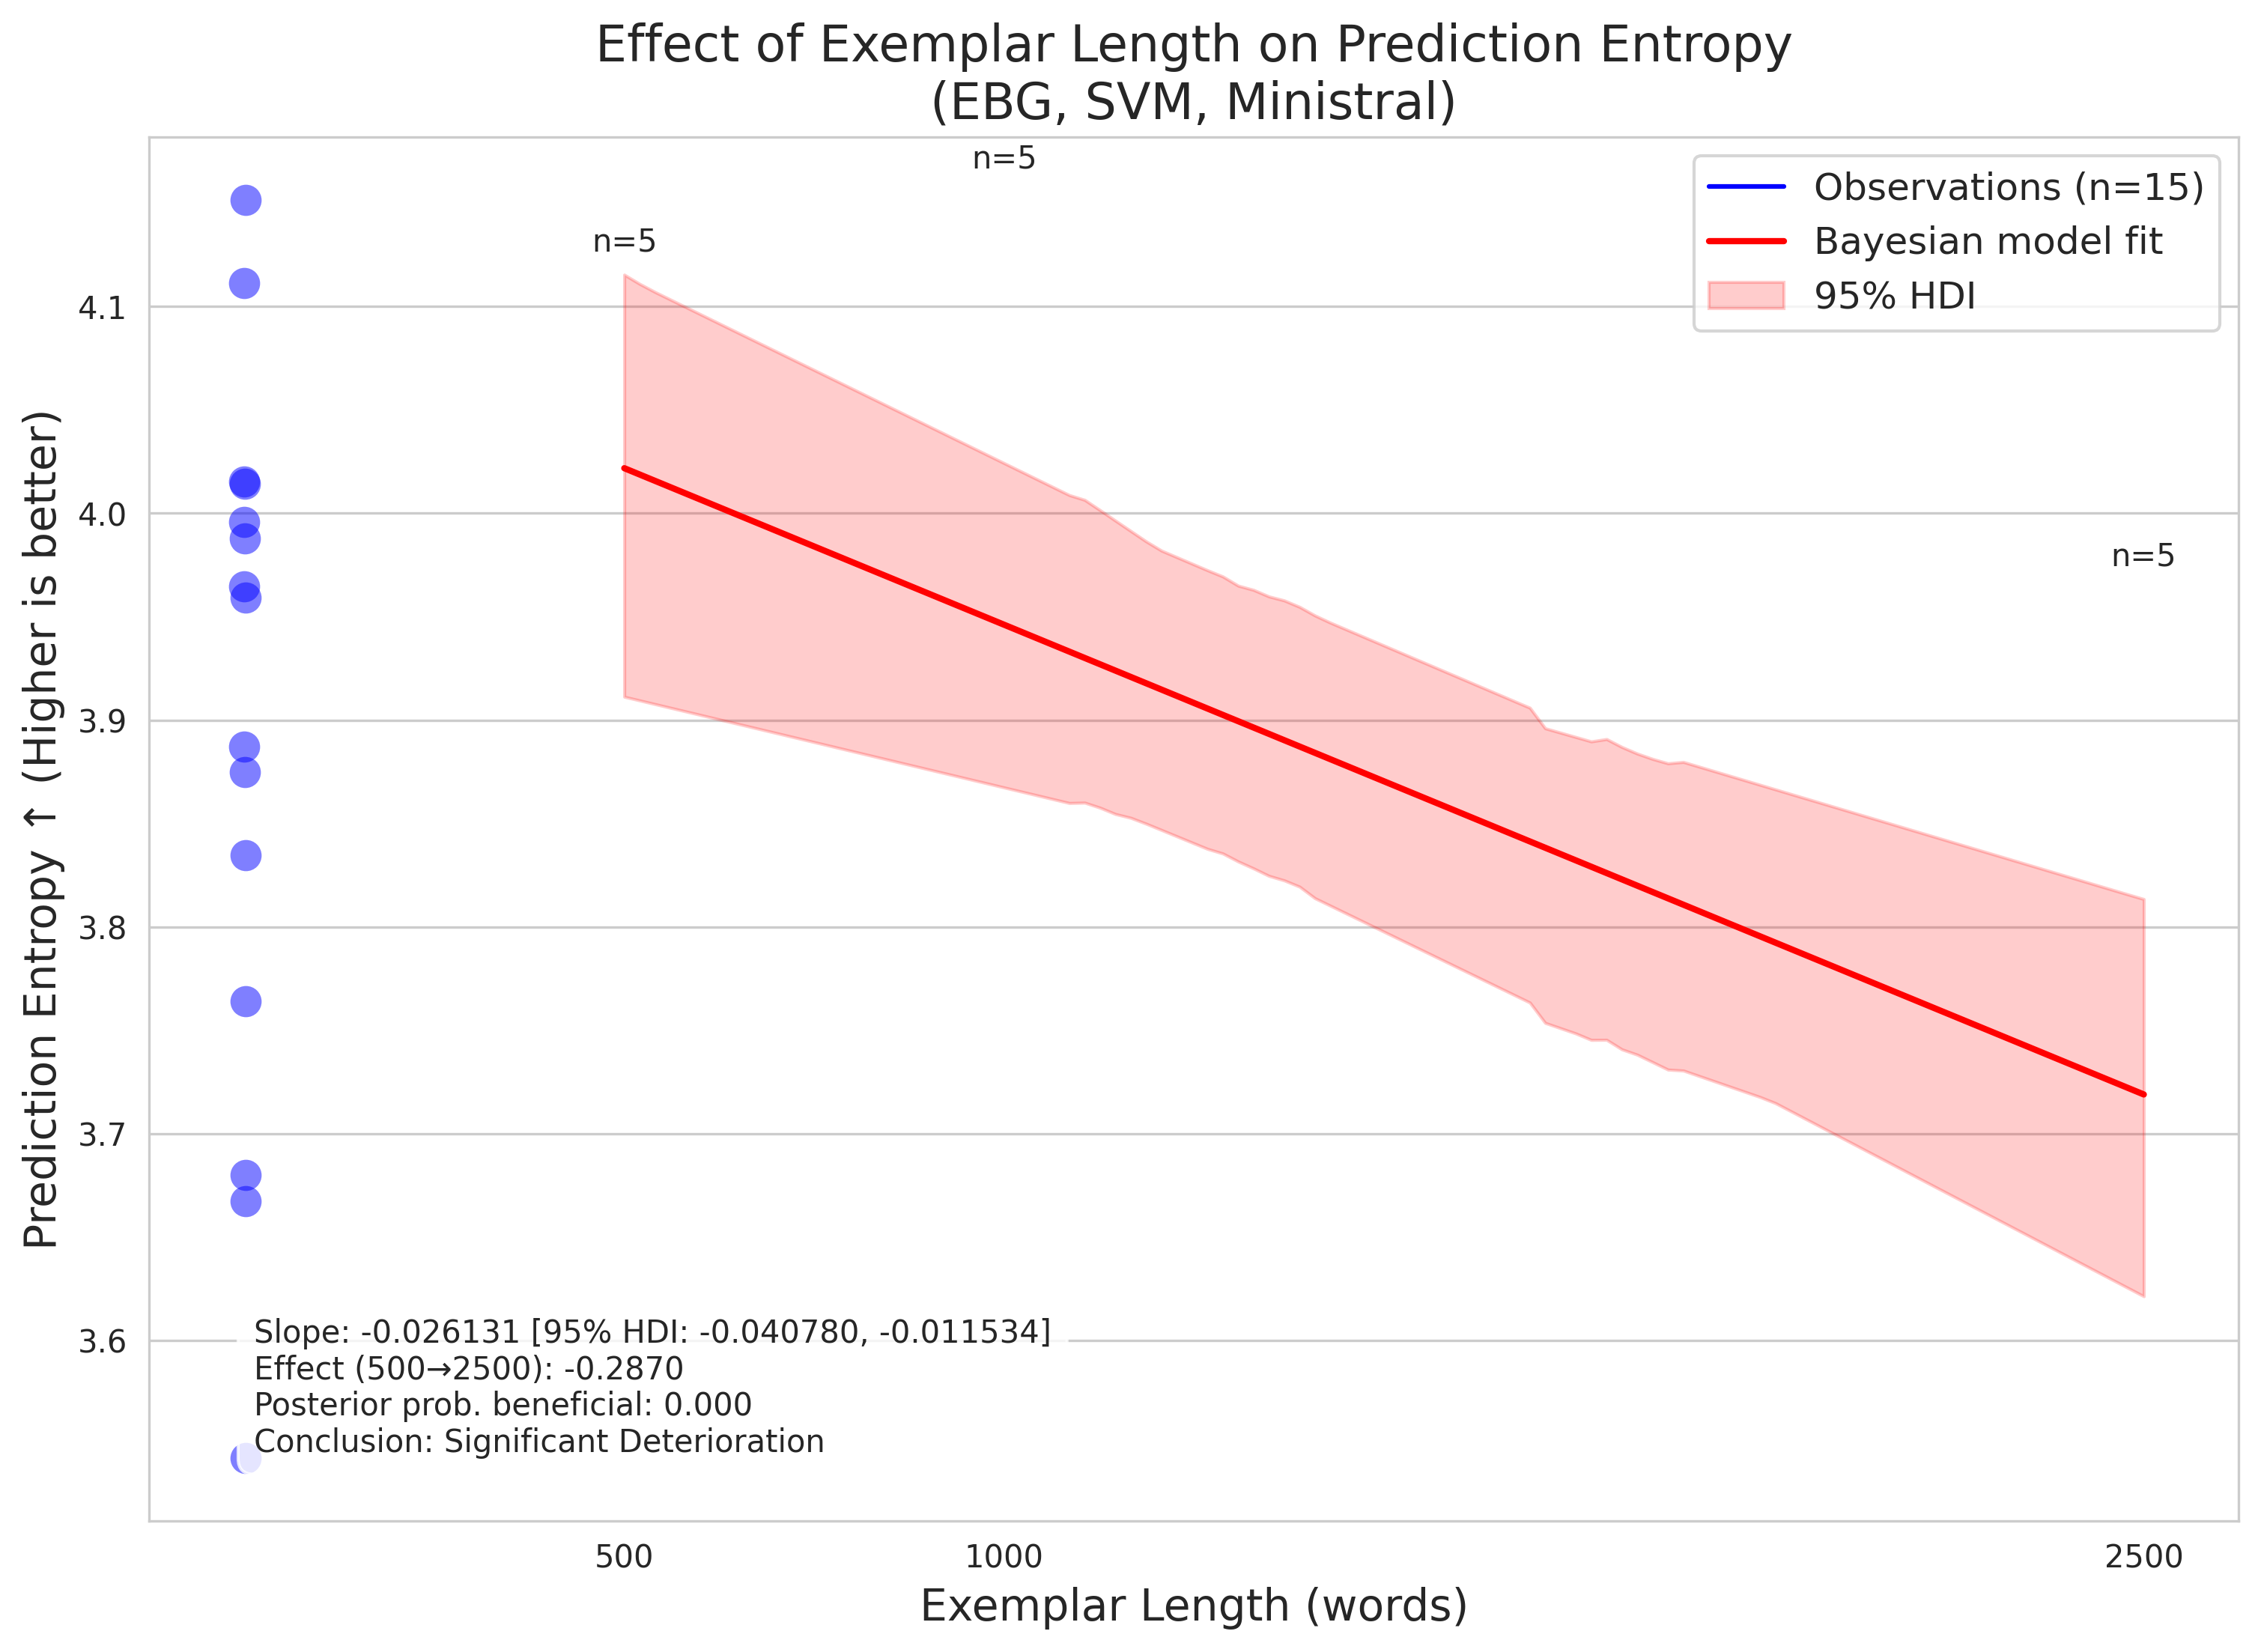 Effect of Exemplar Length on Prediction Entropy
(EBG, SVM, Ministral)
n=5
n=5
n=5
Observations (n=15)
Bayesian model fit
95% HDI
Prediction Entropy ↑ (Higher is better)
4.1
4.0
3.9
3.8
3.7
3.6
Slope: -0.026131 [95% HDI: -0.040780, -0.011534]
Effect (500→2500): -0.2870
Posterior prob. beneficial: 0.000
Conclusion: Significant Deterioration
500
1000
2500
Exemplar Length (words)